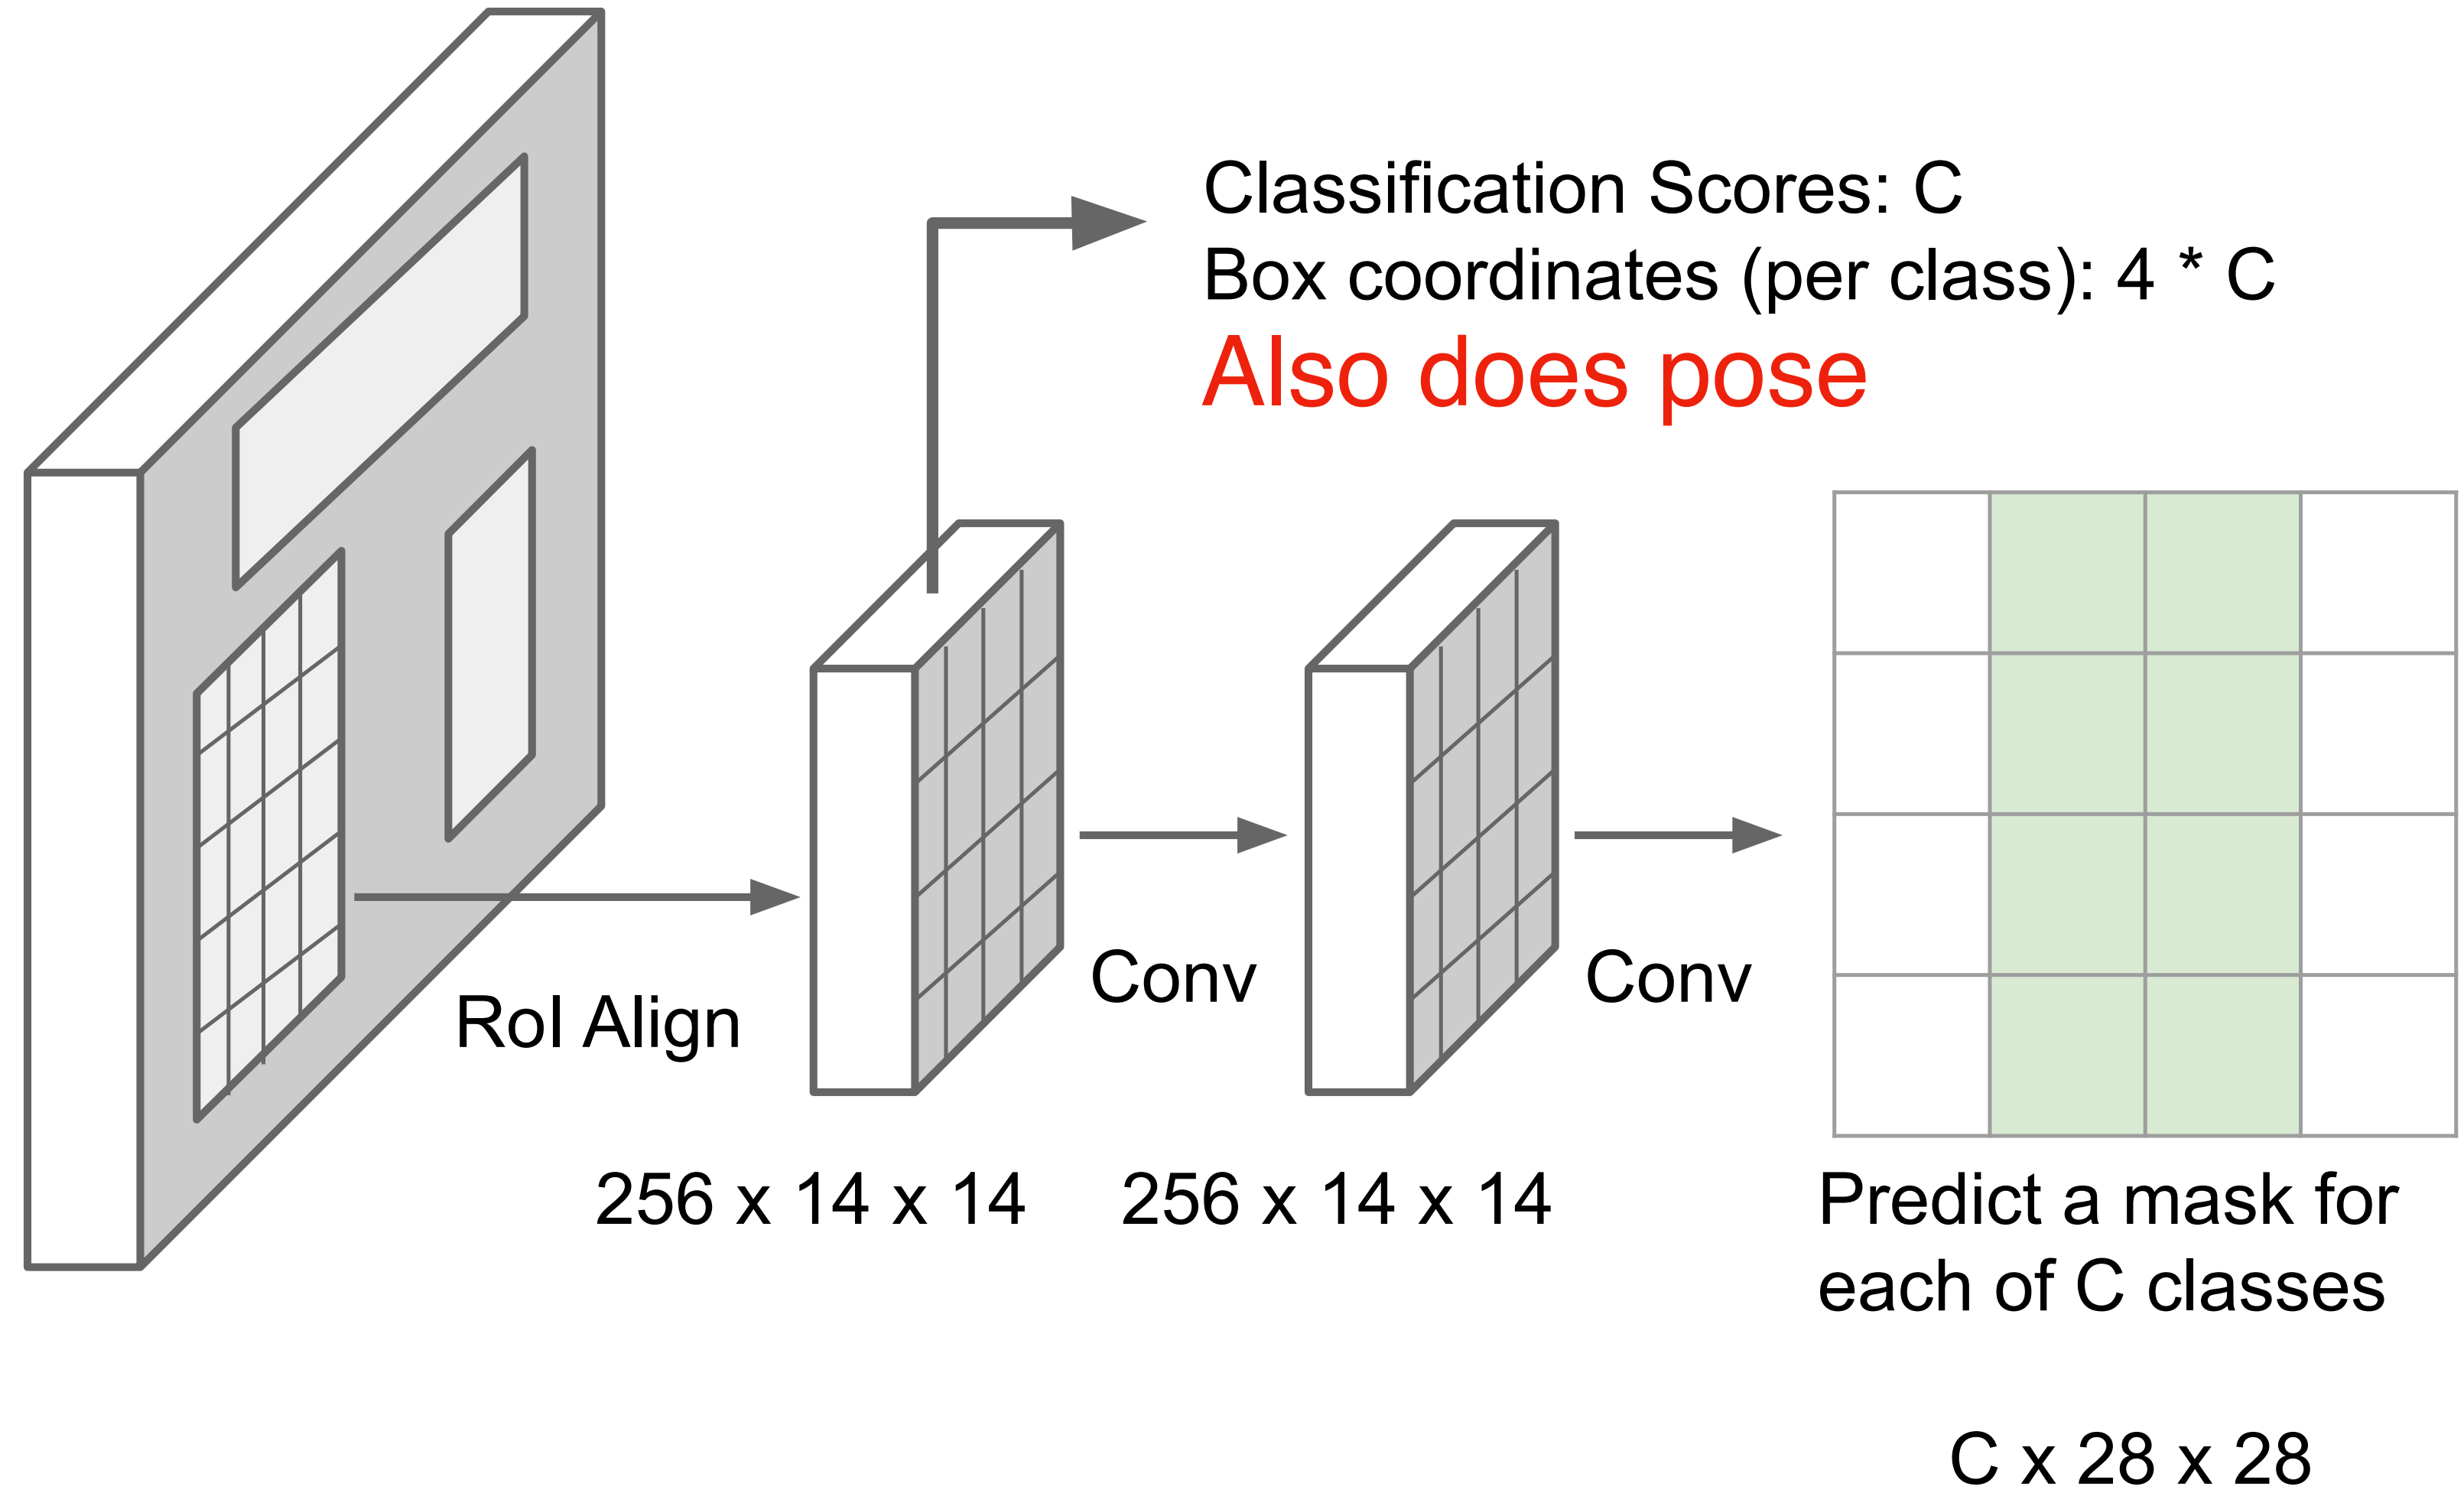 Classification Scores: C
Box coordinates (per class): 4 * C
Also does pose
RoI Align
Conv
Conv
256 x 14 x 14
256 x 14 x 14
Predict a mask for
each of C classes
C x 28 x 28